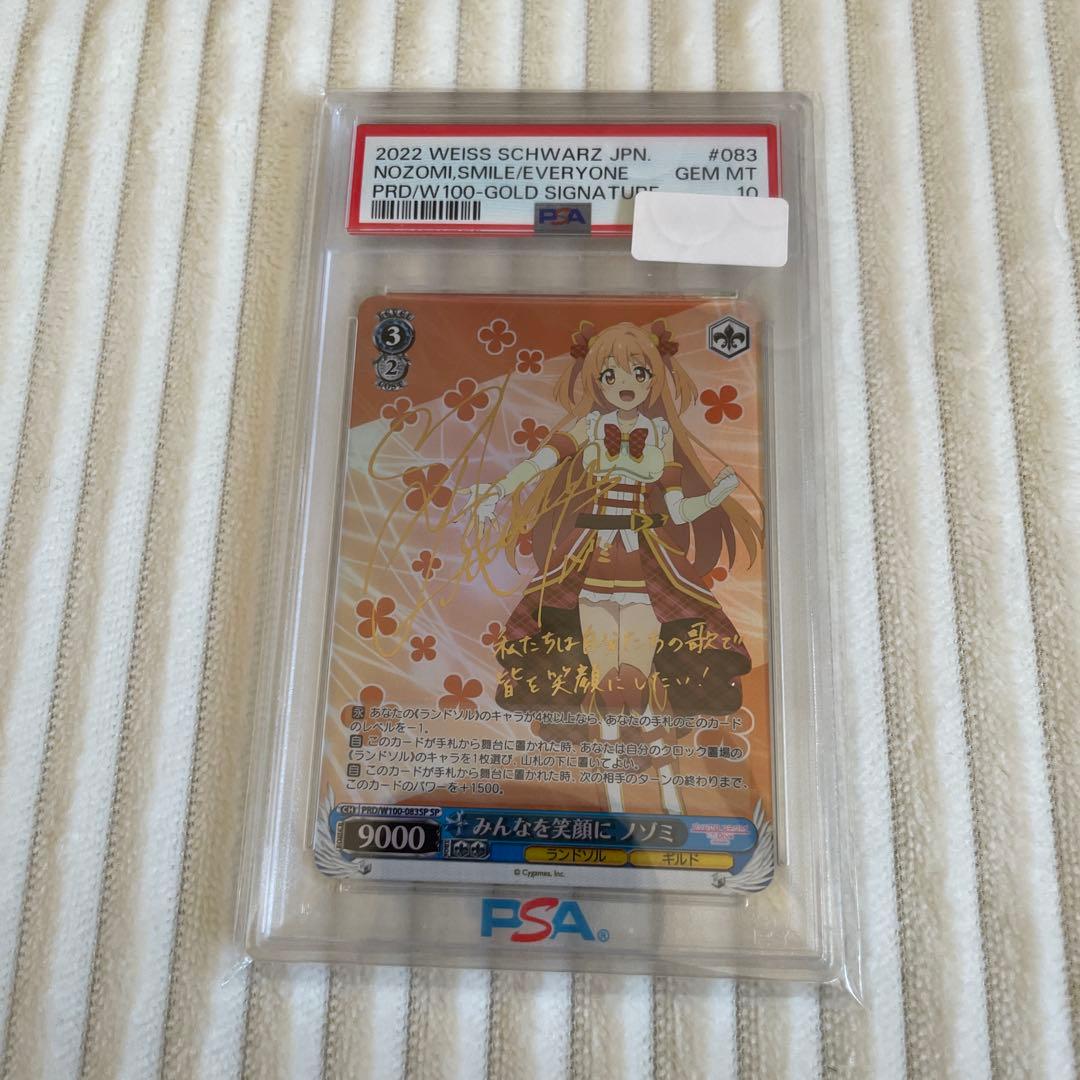 2022 WEISS SCHWARZ JPN. #083
NOZOMI,SMILE/EVERYONE GEM MT
PRD/W100-GOLD SIGNATURE 10
PSA
LEVEL
3
2
COST
私たちは自分たちの歌で
皆を笑顔にしたい!
永 あなたの《ランドソル》のキャラが4枚以上なら、あなたの手札のこのカード
のレベルを-1。
自 このカードが手札から舞台に置かれた時、あなたは自分のクロック置場の
《ランドソル》のキャラを1枚選び、山札の下に置いてよい。
自 このカードが手札から舞台に置かれた時、次の相手のターンの終わりまで、
このカードのパワーを+1500。
CH PRD/W100-083SP SP
9000 みんなを笑顔に ノゾミ
ランドソル ギルド
© Cygames, Inc.
PSA®